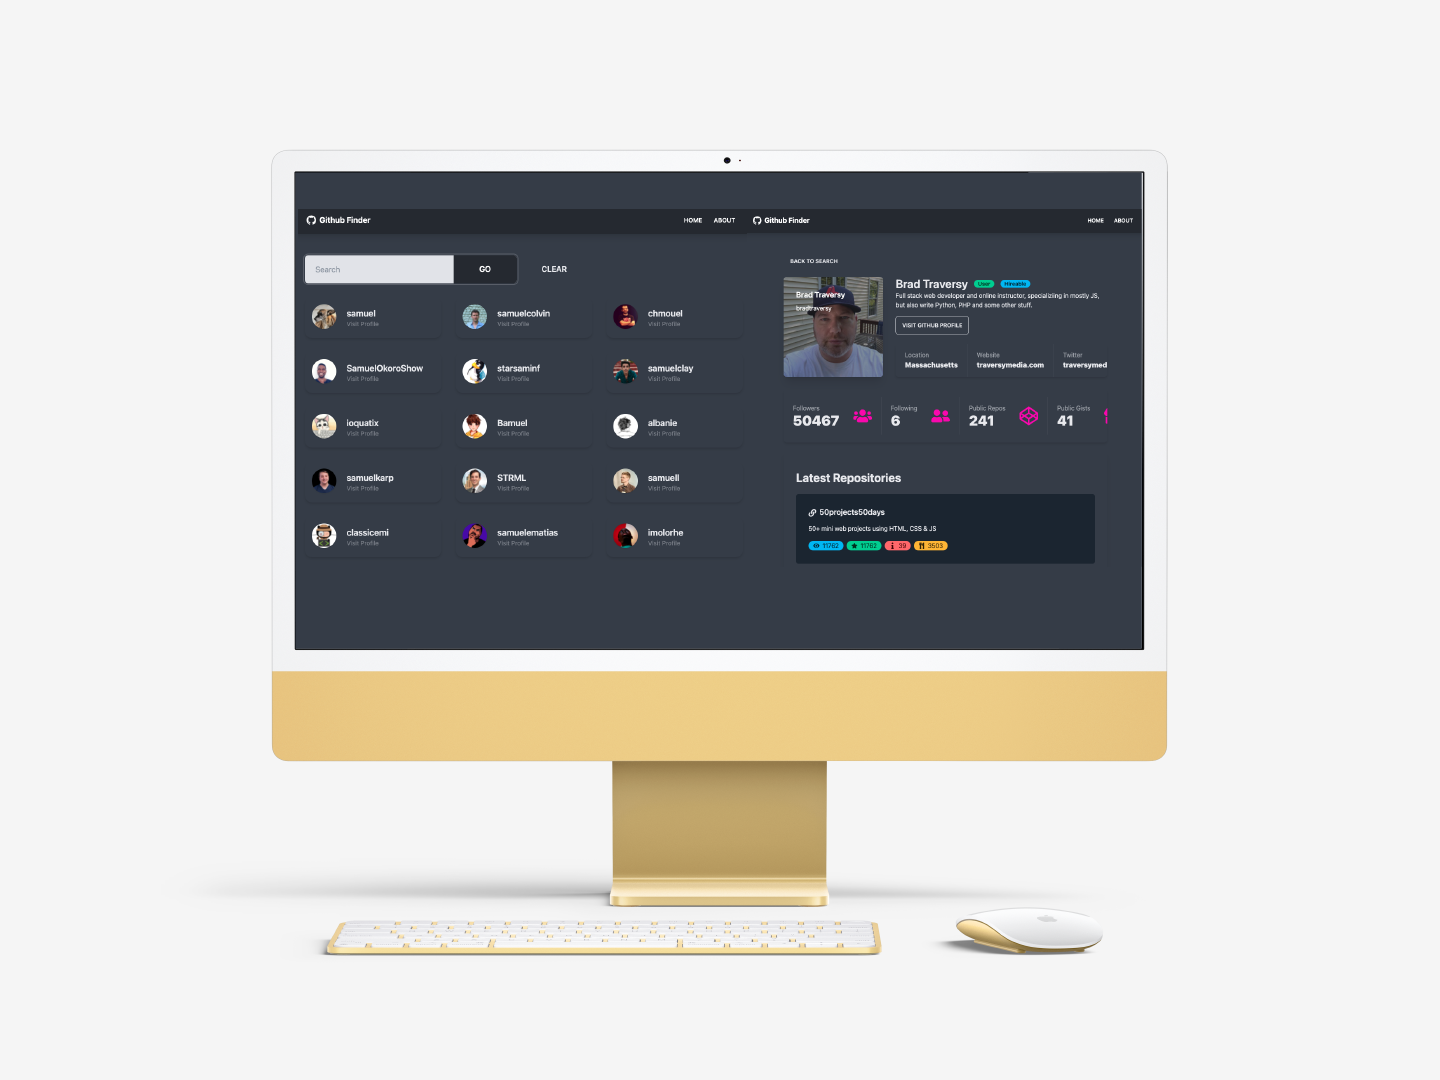 Github Finder
HOME ABOUT
Search
GO
CLEAR
samuel
Visit Profile
samuelcolvin
Visit Profile
chmouel
Visit Profile
SamuelOkoroShow
Visit Profile
starsaminf
Visit Profile
samuelclay
Visit Profile
ioquatix
Visit Profile
Bamuel
Visit Profile
albanie
Visit Profile
samuelkarp
Visit Profile
STRML
Visit Profile
samuell
Visit Profile
classicemi
Visit Profile
samuelematias
Visit Profile
imolorhe
Visit Profile
Github Finder
HOME ABOUT
BACK TO SEARCH
Brad Traversy
bradtraversy
Brad Traversy User Hireable
Full stack web developer and online instructor, specializing in mostly JS,
but also write Python, PHP and some other stuff.
VISIT GITHUB PROFILE
Location
Massachusetts
Website
traversymedia.com
Twitter
traversymed
Followers
50467
Following
6
Public Repos
241
Public Gists
41
Latest Repositories
50projects50days
50+ mini web projects using HTML, CSS & JS
11762 11762 39 3503